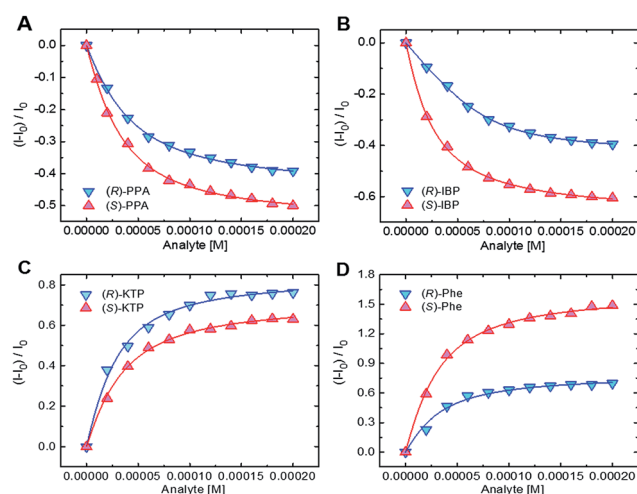 A
(I-I0) / I0
0.0
-0.1
-0.2
-0.3
-0.4
-0.5
(R)-PPA
(S)-PPA
0.00000
0.00005
0.00010
0.00015
0.00020
Analyte [M]
B
(I-I0) / I0
0.0
-0.2
-0.4
-0.6
(R)-IBP
(S)-IBP
0.00000
0.00005
0.00010
0.00015
0.00020
Analyte [M]
C
(I-I0) / I0
0.8
0.6
0.4
0.2
0.0
(R)-KTP
(S)-KTP
0.00000
0.00005
0.00010
0.00015
0.00020
Analyte [M]
D
(I-I0) / I0
1.8
1.5
1.2
0.9
0.6
0.3
0.0
(R)-Phe
(S)-Phe
0.00000
0.00005
0.00010
0.00015
0.00020
Analyte [M]